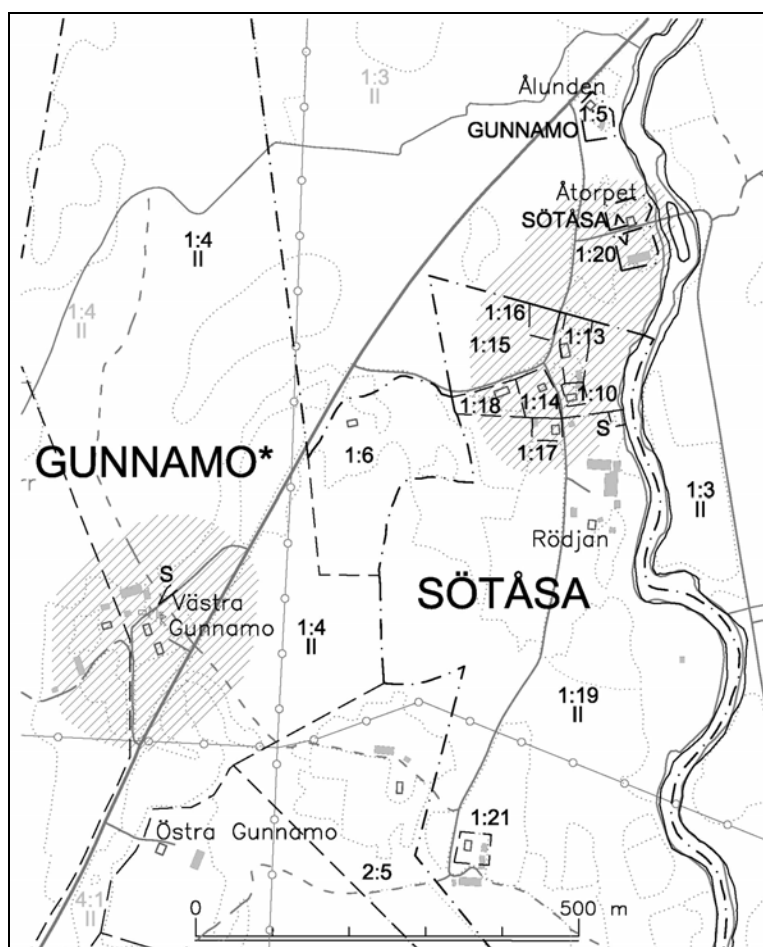 1:3
II
Ålunden
1:5
GUNNAMO
Åtorpet
SÖTÅSA
1:20
1:4
II
1:4
II
1:16
1:13
1:15
1:18
1:14
1:10
S
1:17
1:6
GUNNAMO*
1:3
II
Rödjan
S
SÖTÅSA
Västra
Gunnamo
1:4
II
1:19
II
1:21
Östra Gunnamo
2:5
4:1
II
0
500 m